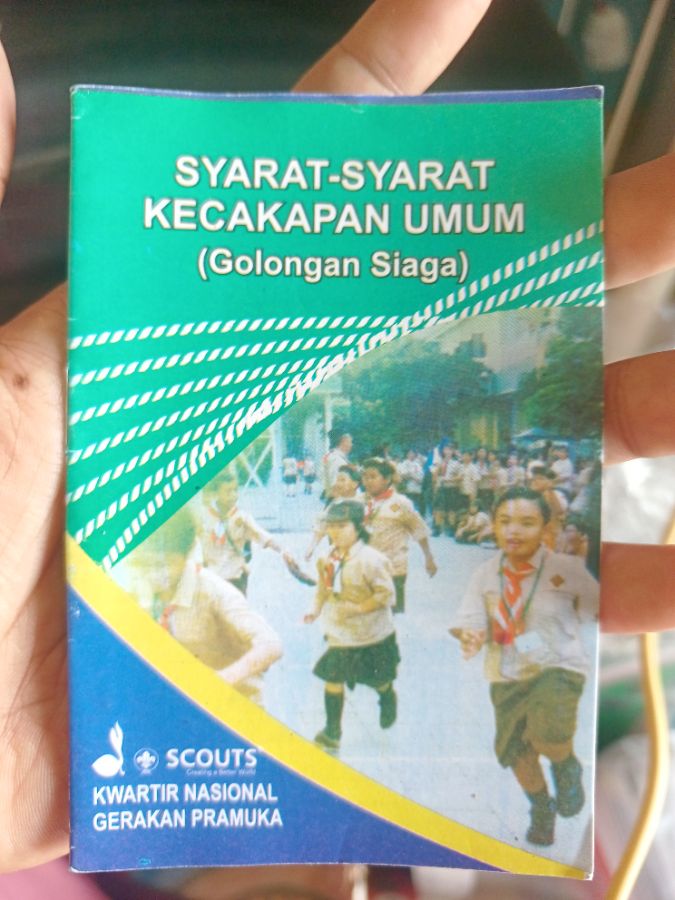 SYARAT-SYARAT
KECAKAPAN UMUM
(Golongan Siaga)
SCOUTS
Creating a Better World
KWARTIR NASIONAL
GERAKAN PRAMUKA